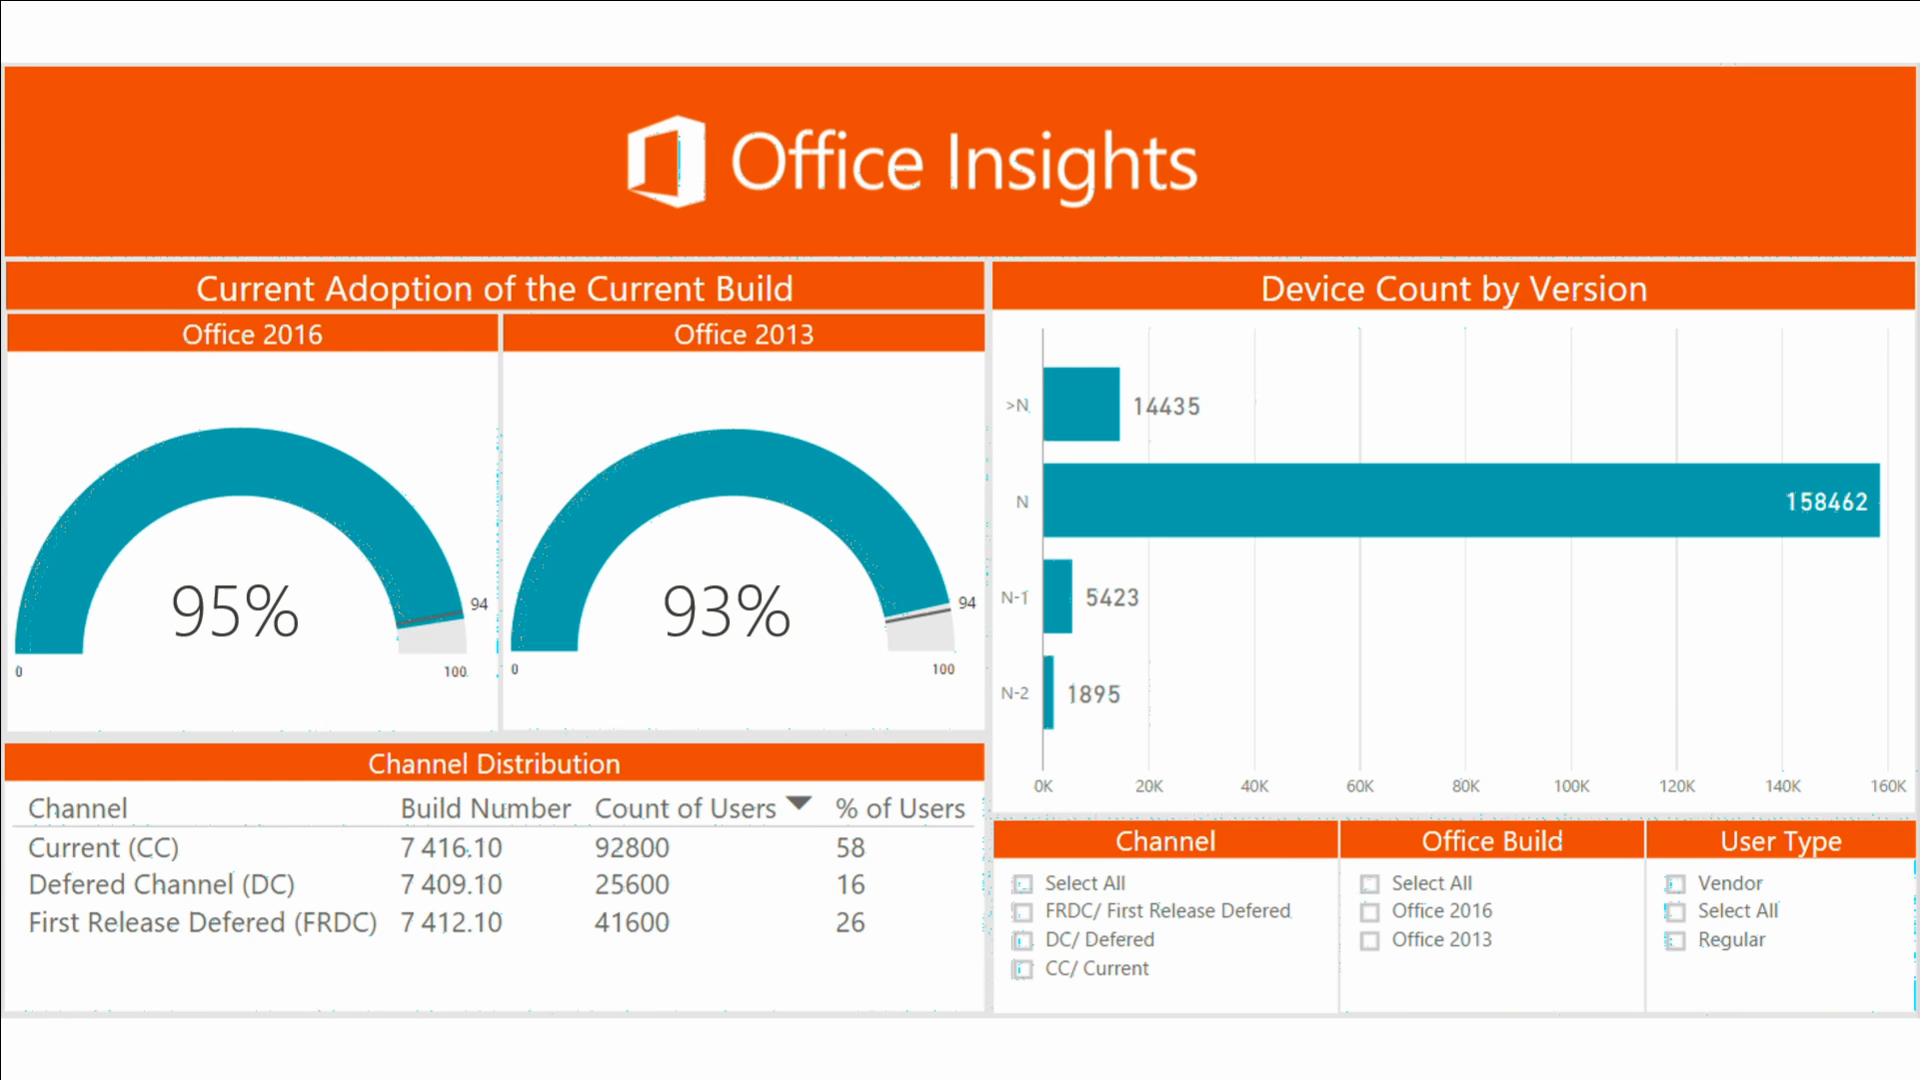 Office Insights
Current Adoption of the Current Build
Office 2016
Office 2013
95%
94
0
100
93%
94
0
100
Device Count by Version
>N
14435
N
158462
N-1
5423
N-2
1895
0K 20K 40K 60K 80K 100K 120K 140K 160K
Channel Distribution
Channel Build Number Count of Users % of Users
Current (CC) 7 416.10 92800 58
Defered Channel (DC) 7 409.10 25600 16
First Release Defered (FRDC) 7 412.10 41600 26
Channel
Select All
FRDC/ First Release Defered
DC/ Defered
CC/ Current
Office Build
Select All
Office 2016
Office 2013
User Type
Vendor
Select All
Regular